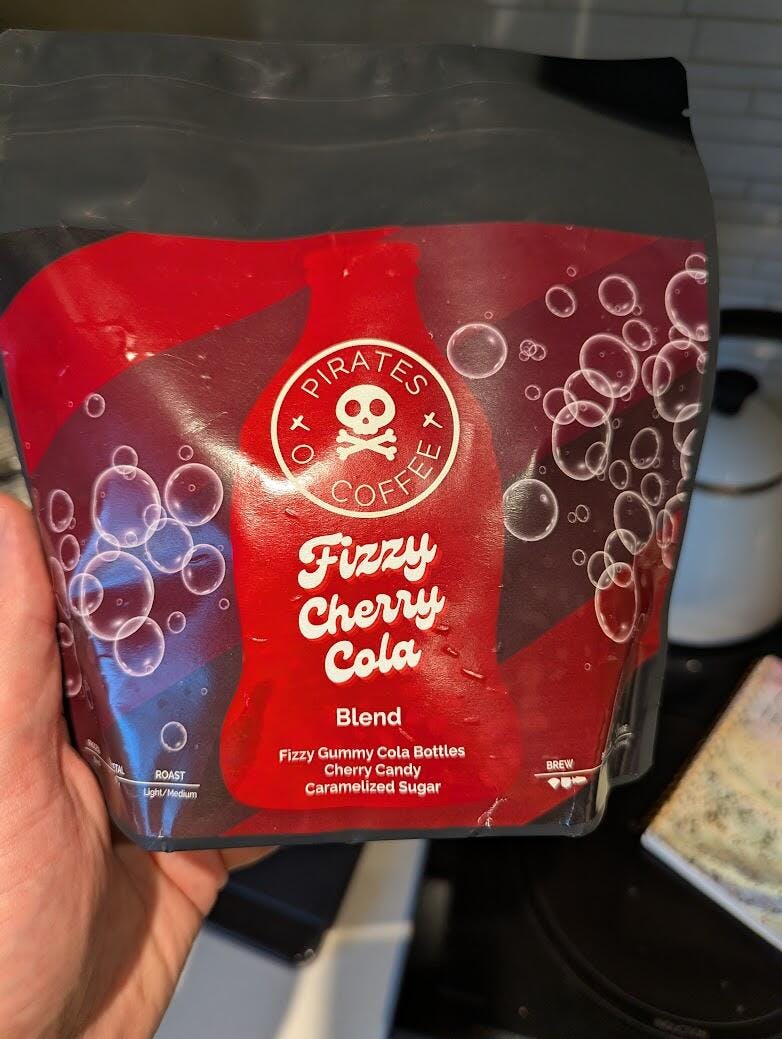 PIRATES
O
COFFEE
Fizzy
Cherry
Cola
Blend
Fizzy Gummy Cola Bottles
Cherry Candy
Caramelized Sugar
ROAST
Light/Medium
BREW